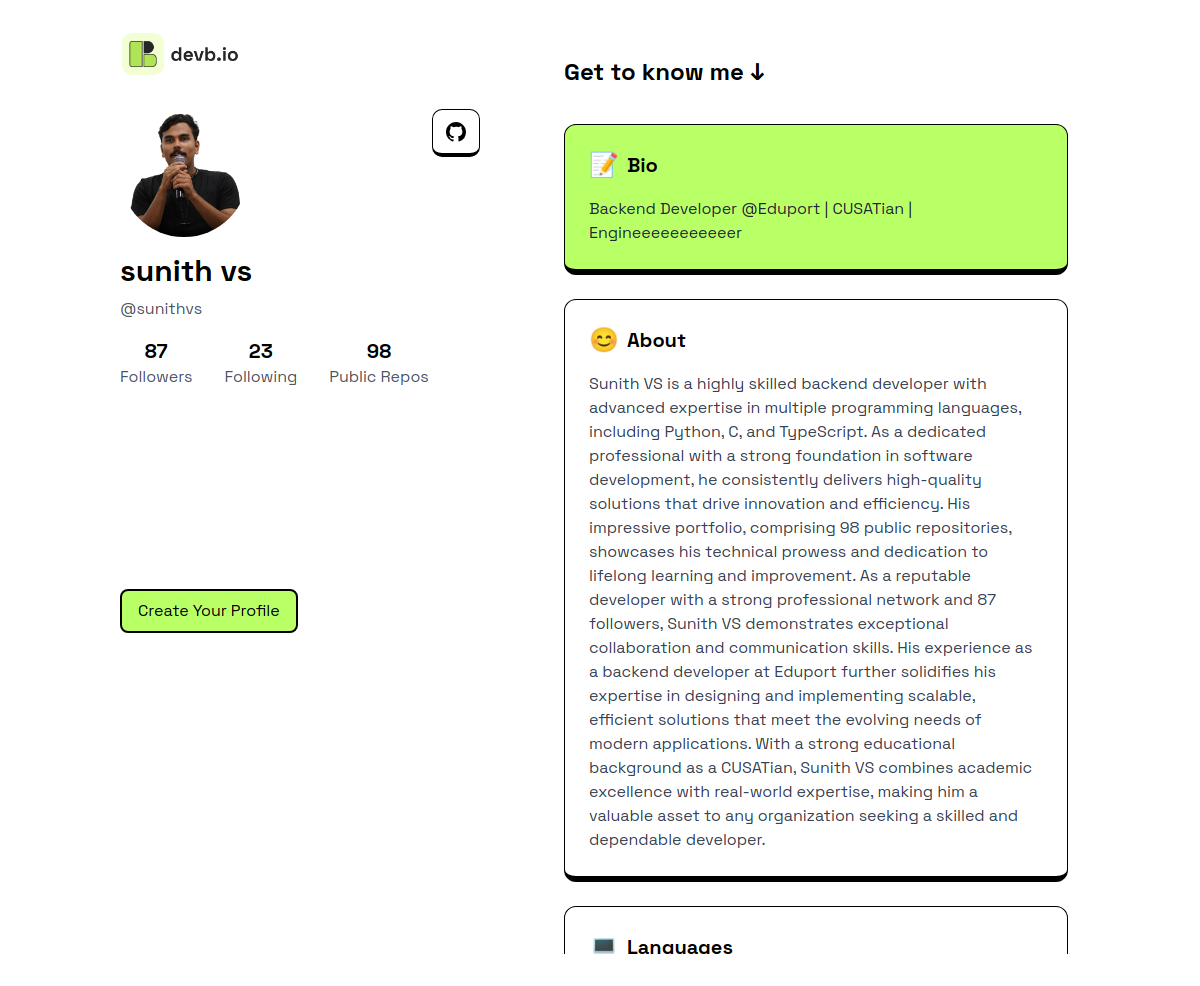 devb.io
sunith vs
@sunithvs
87
Followers
23
Following
98
Public Repos
Create Your Profile
Get to know me ↓
Bio
Backend Developer @Eduport | CUSATian |
Engineeeeeeeeeeer
About
Sunith VS is a highly skilled backend developer with
advanced expertise in multiple programming languages,
including Python, C, and TypeScript. As a dedicated
professional with a strong foundation in software
development, he consistently delivers high-quality
solutions that drive innovation and efficiency. His
impressive portfolio, comprising 98 public repositories,
showcases his technical prowess and dedication to
lifelong learning and improvement. As a reputable
developer with a strong professional network and 87
followers, Sunith VS demonstrates exceptional
collaboration and communication skills. His experience as
a backend developer at Eduport further solidifies his
expertise in designing and implementing scalable,
efficient solutions that meet the evolving needs of
modern applications. With a strong educational
background as a CUSATian, Sunith VS combines academic
excellence with real-world expertise, making him a
valuable asset to any organization seeking a skilled and
dependable developer.
Languages